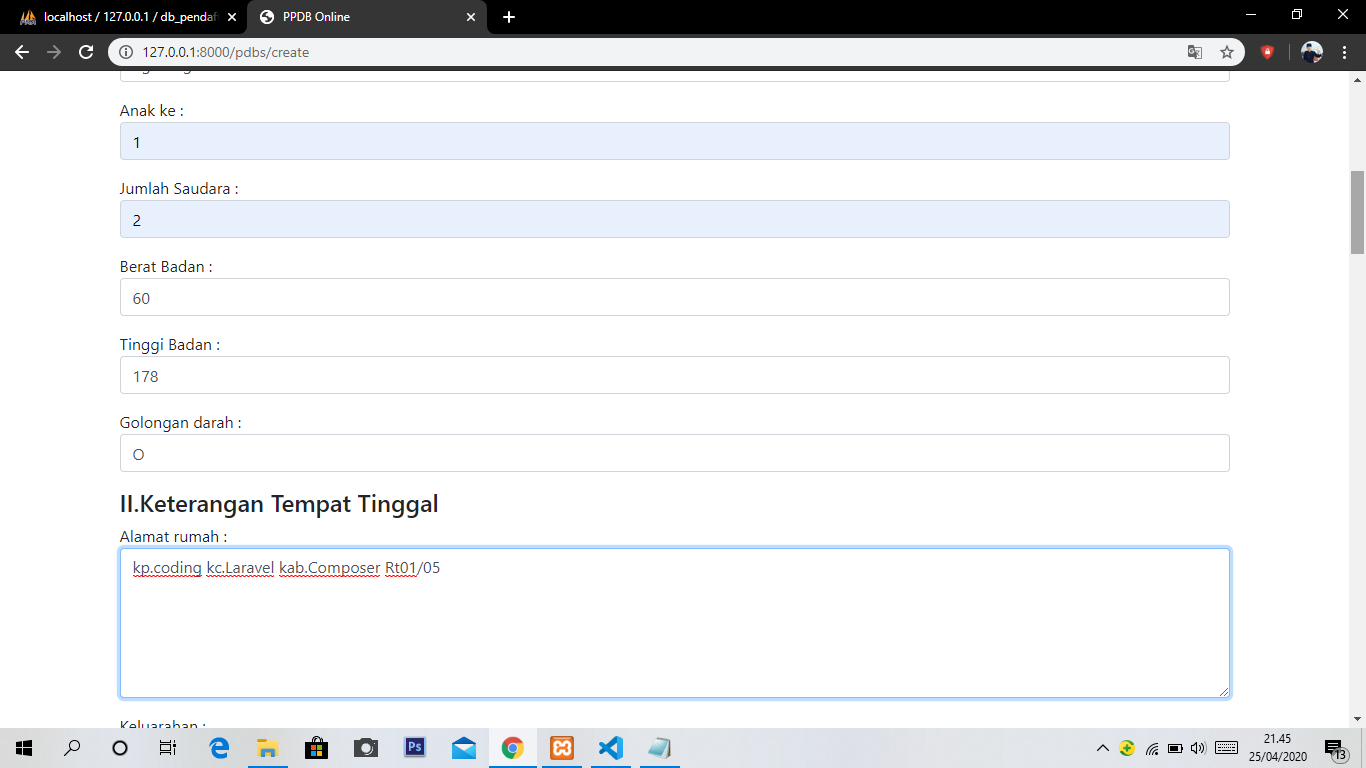 localhost / 127.0.0.1 / db_pendaf
PPDB Online
127.0.0.1:8000/pdbs/create
Anak ke :
1
Jumlah Saudara :
2
Berat Badan :
60
Tinggi Badan :
178
Golongan darah :
O
II.Keterangan Tempat Tinggal
Alamat rumah :
kp.coding kc.Laravel kab.Composer Rt01/05
Keluarahan :
Ps
21.45
25/04/2020
13